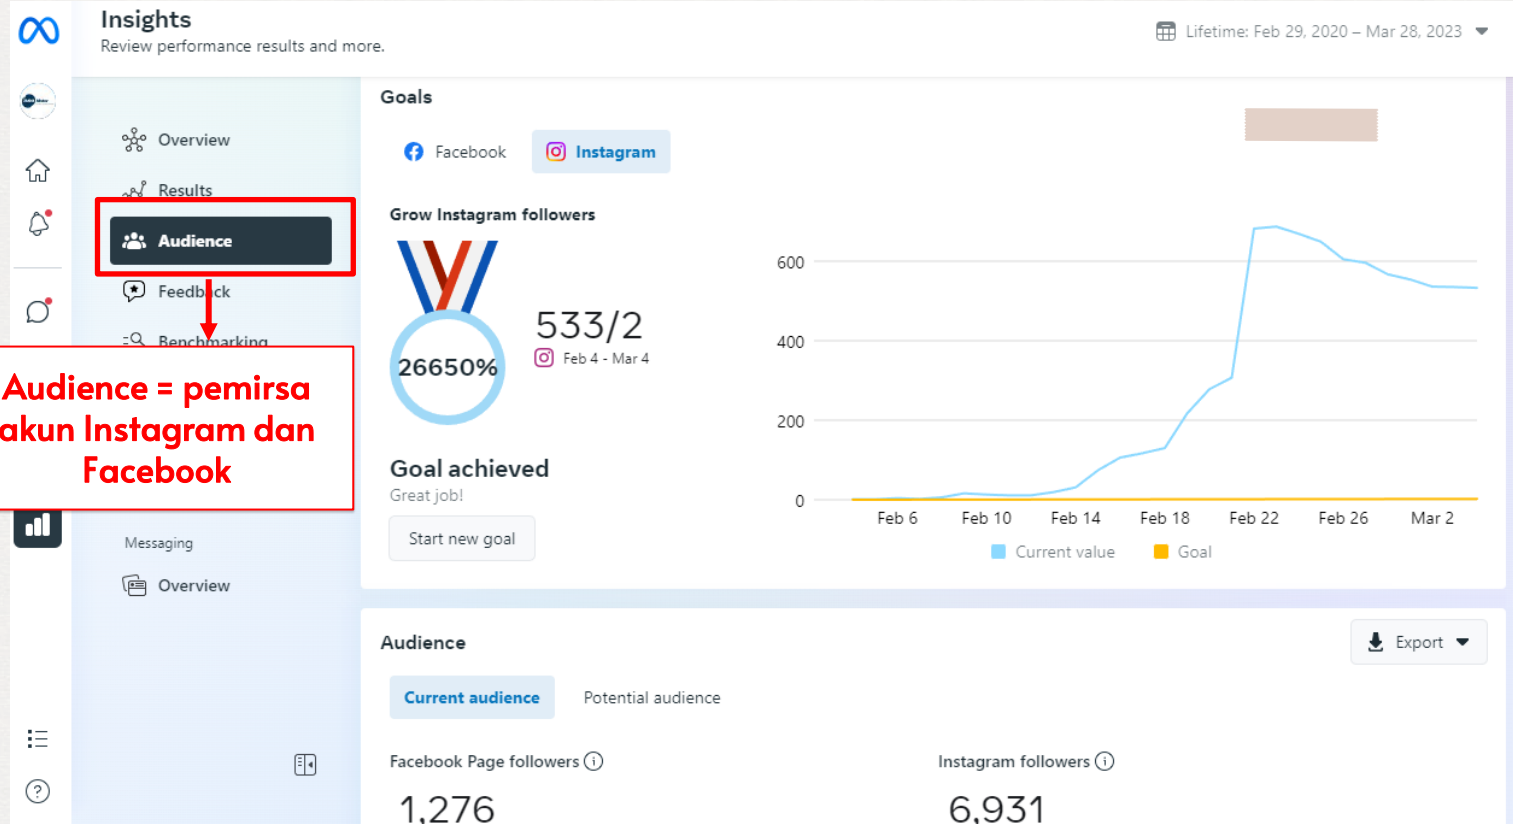 Insights
Review performance results and more.
Lifetime: Feb 29, 2020 – Mar 28, 2023
Overview
Results
Audience
Feedback
Benchmarking
Audience = pemirsa
akun Instagram dan
Facebook
Messaging
Overview
Goals
Facebook
Instagram
Grow Instagram followers
26650%
533/2
Feb 4 - Mar 4
Goal achieved
Great job!
Start new goal
600
400
200
0
Feb 6 Feb 10 Feb 14 Feb 18 Feb 22 Feb 26 Mar 2
Current value Goal
Audience
Export
Current audience
Potential audience
Facebook Page followers
1,276
Instagram followers
6,931